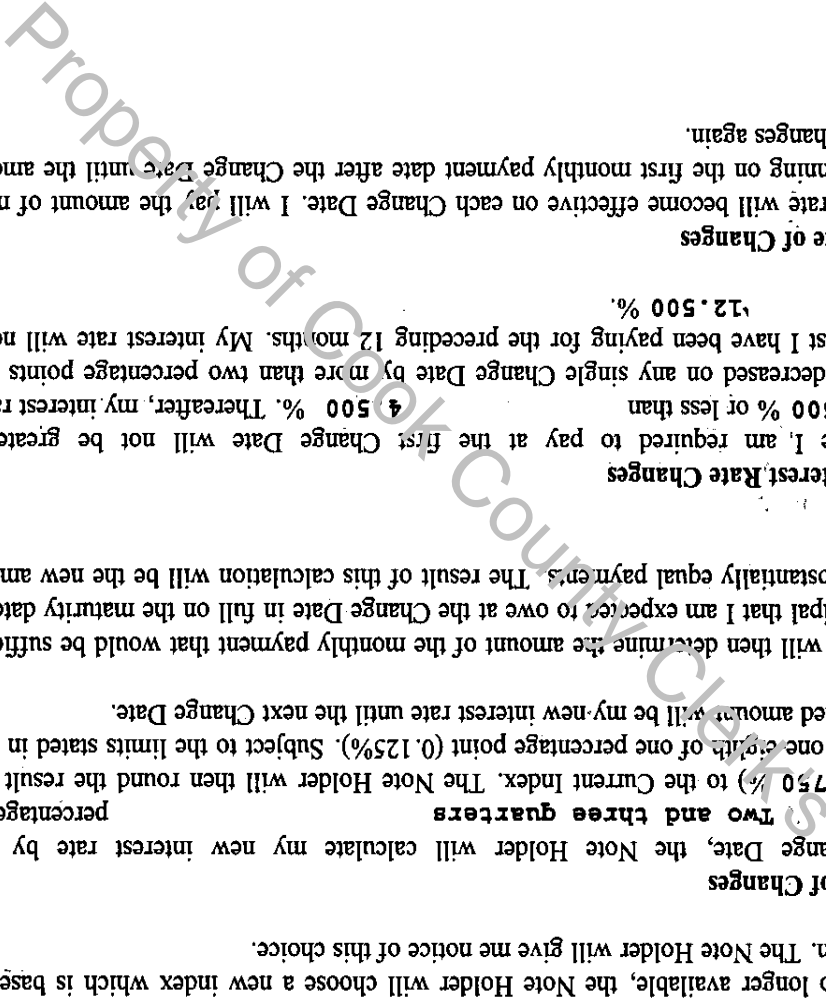 o longer available, the Note Holder will choose a new index which is base
n. The Note Holder will give me notice of this choice.
of Changes
ange Date, the Note Holder will calculate my new interest rate by
Two and three quarters percentage
750 %) to the Current Index. The Note Holder will then round the result
one eighth of one percentage point (0.125%). Subject to the limits stated in
ed amount will be my new interest rate until the next Change Date.
will then determine the amount of the monthly payment that would be suffic
ipal that I am expected to owe at the Change Date in full on the maturity date
bstantially equal payments. The result of this calculation will be the new am
terest Rate Changes
e I am required to pay at the first Change Date will not be greate
500 % or less than 4.500 %. Thereafter, my interest ra
decreased on any single Change Date by more than two percentage points
st I have been paying for the preceding 12 months. My interest rate will ne
12.500 %.
e of Changes
rate will become effective on each Change Date. I will pay the amount of n
nning on the first monthly payment date after the Change Date until the amo
hanges again.
Property of Cook County Clerk's